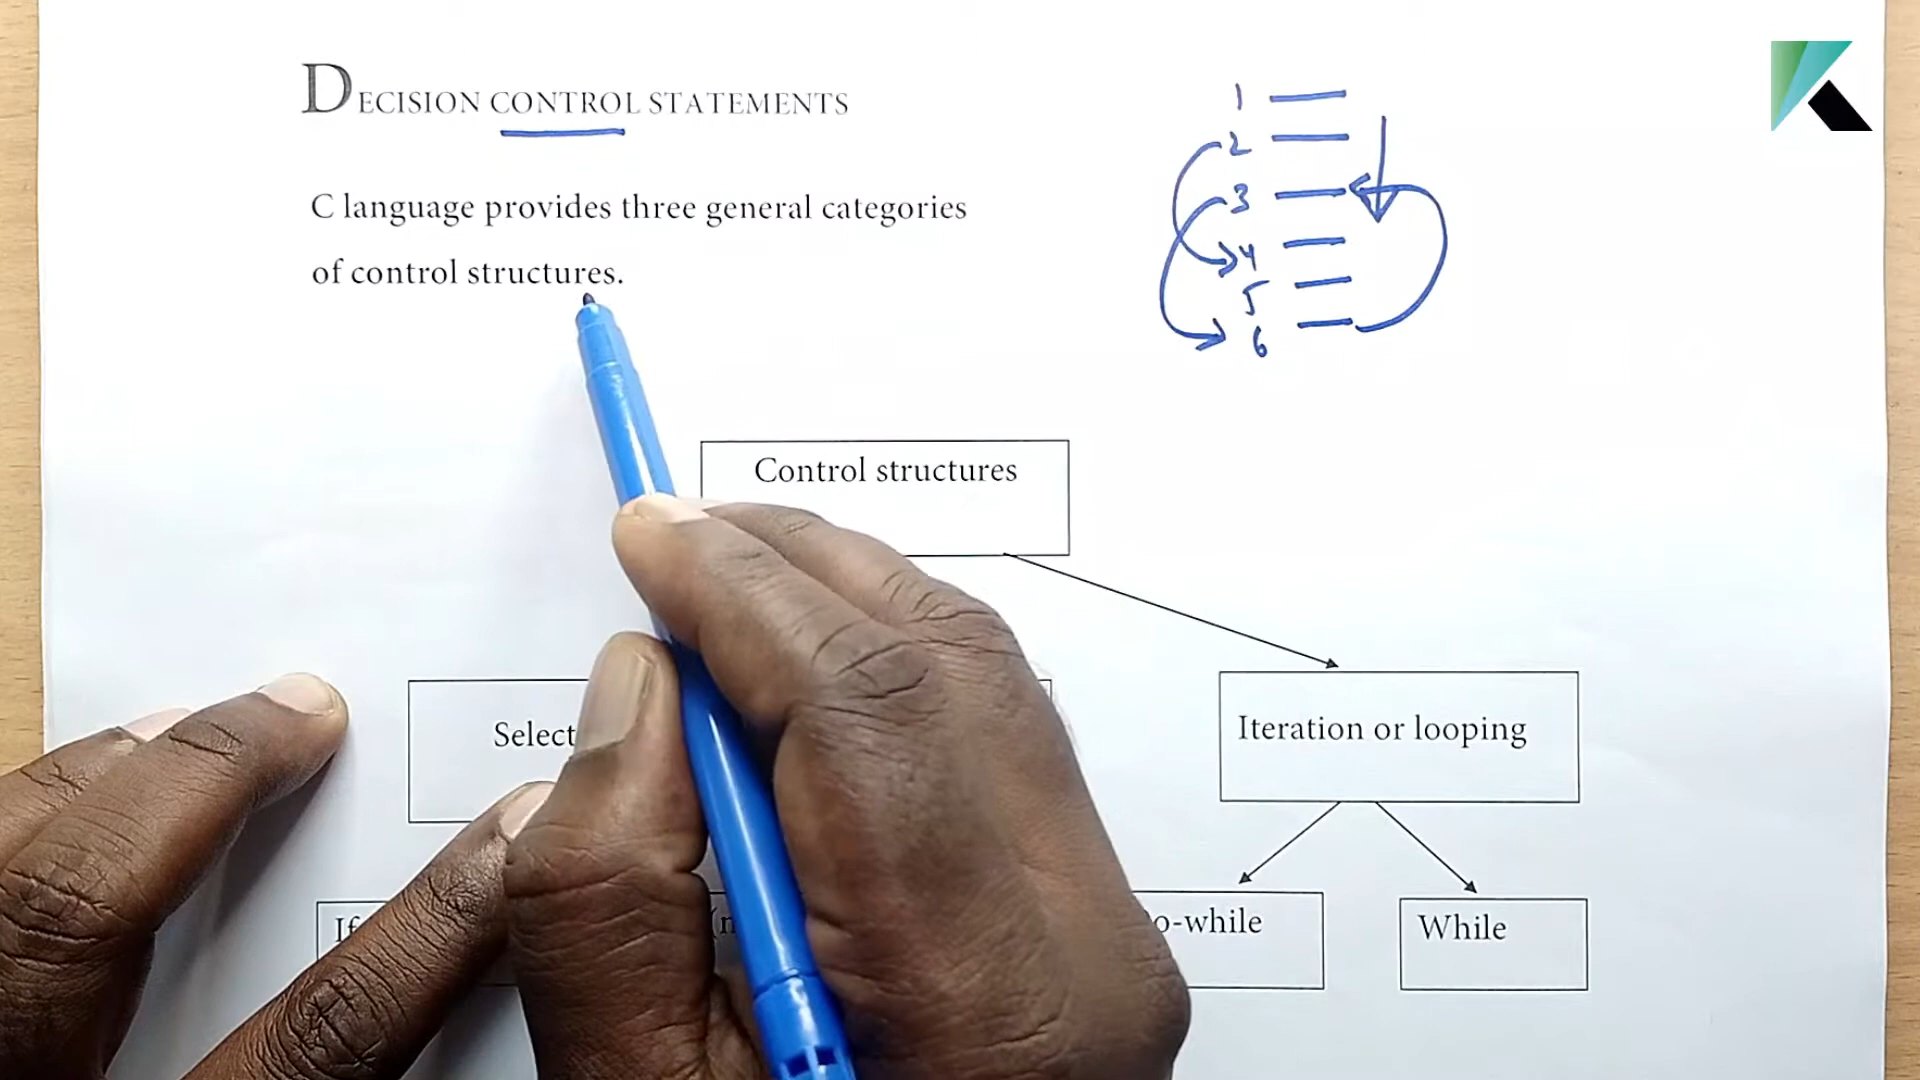 DECISION CONTROL STATEMENTS
C language provides three general categories
of control structures.
1
2
3
4
5
6
Control structures
Iteration or looping
While